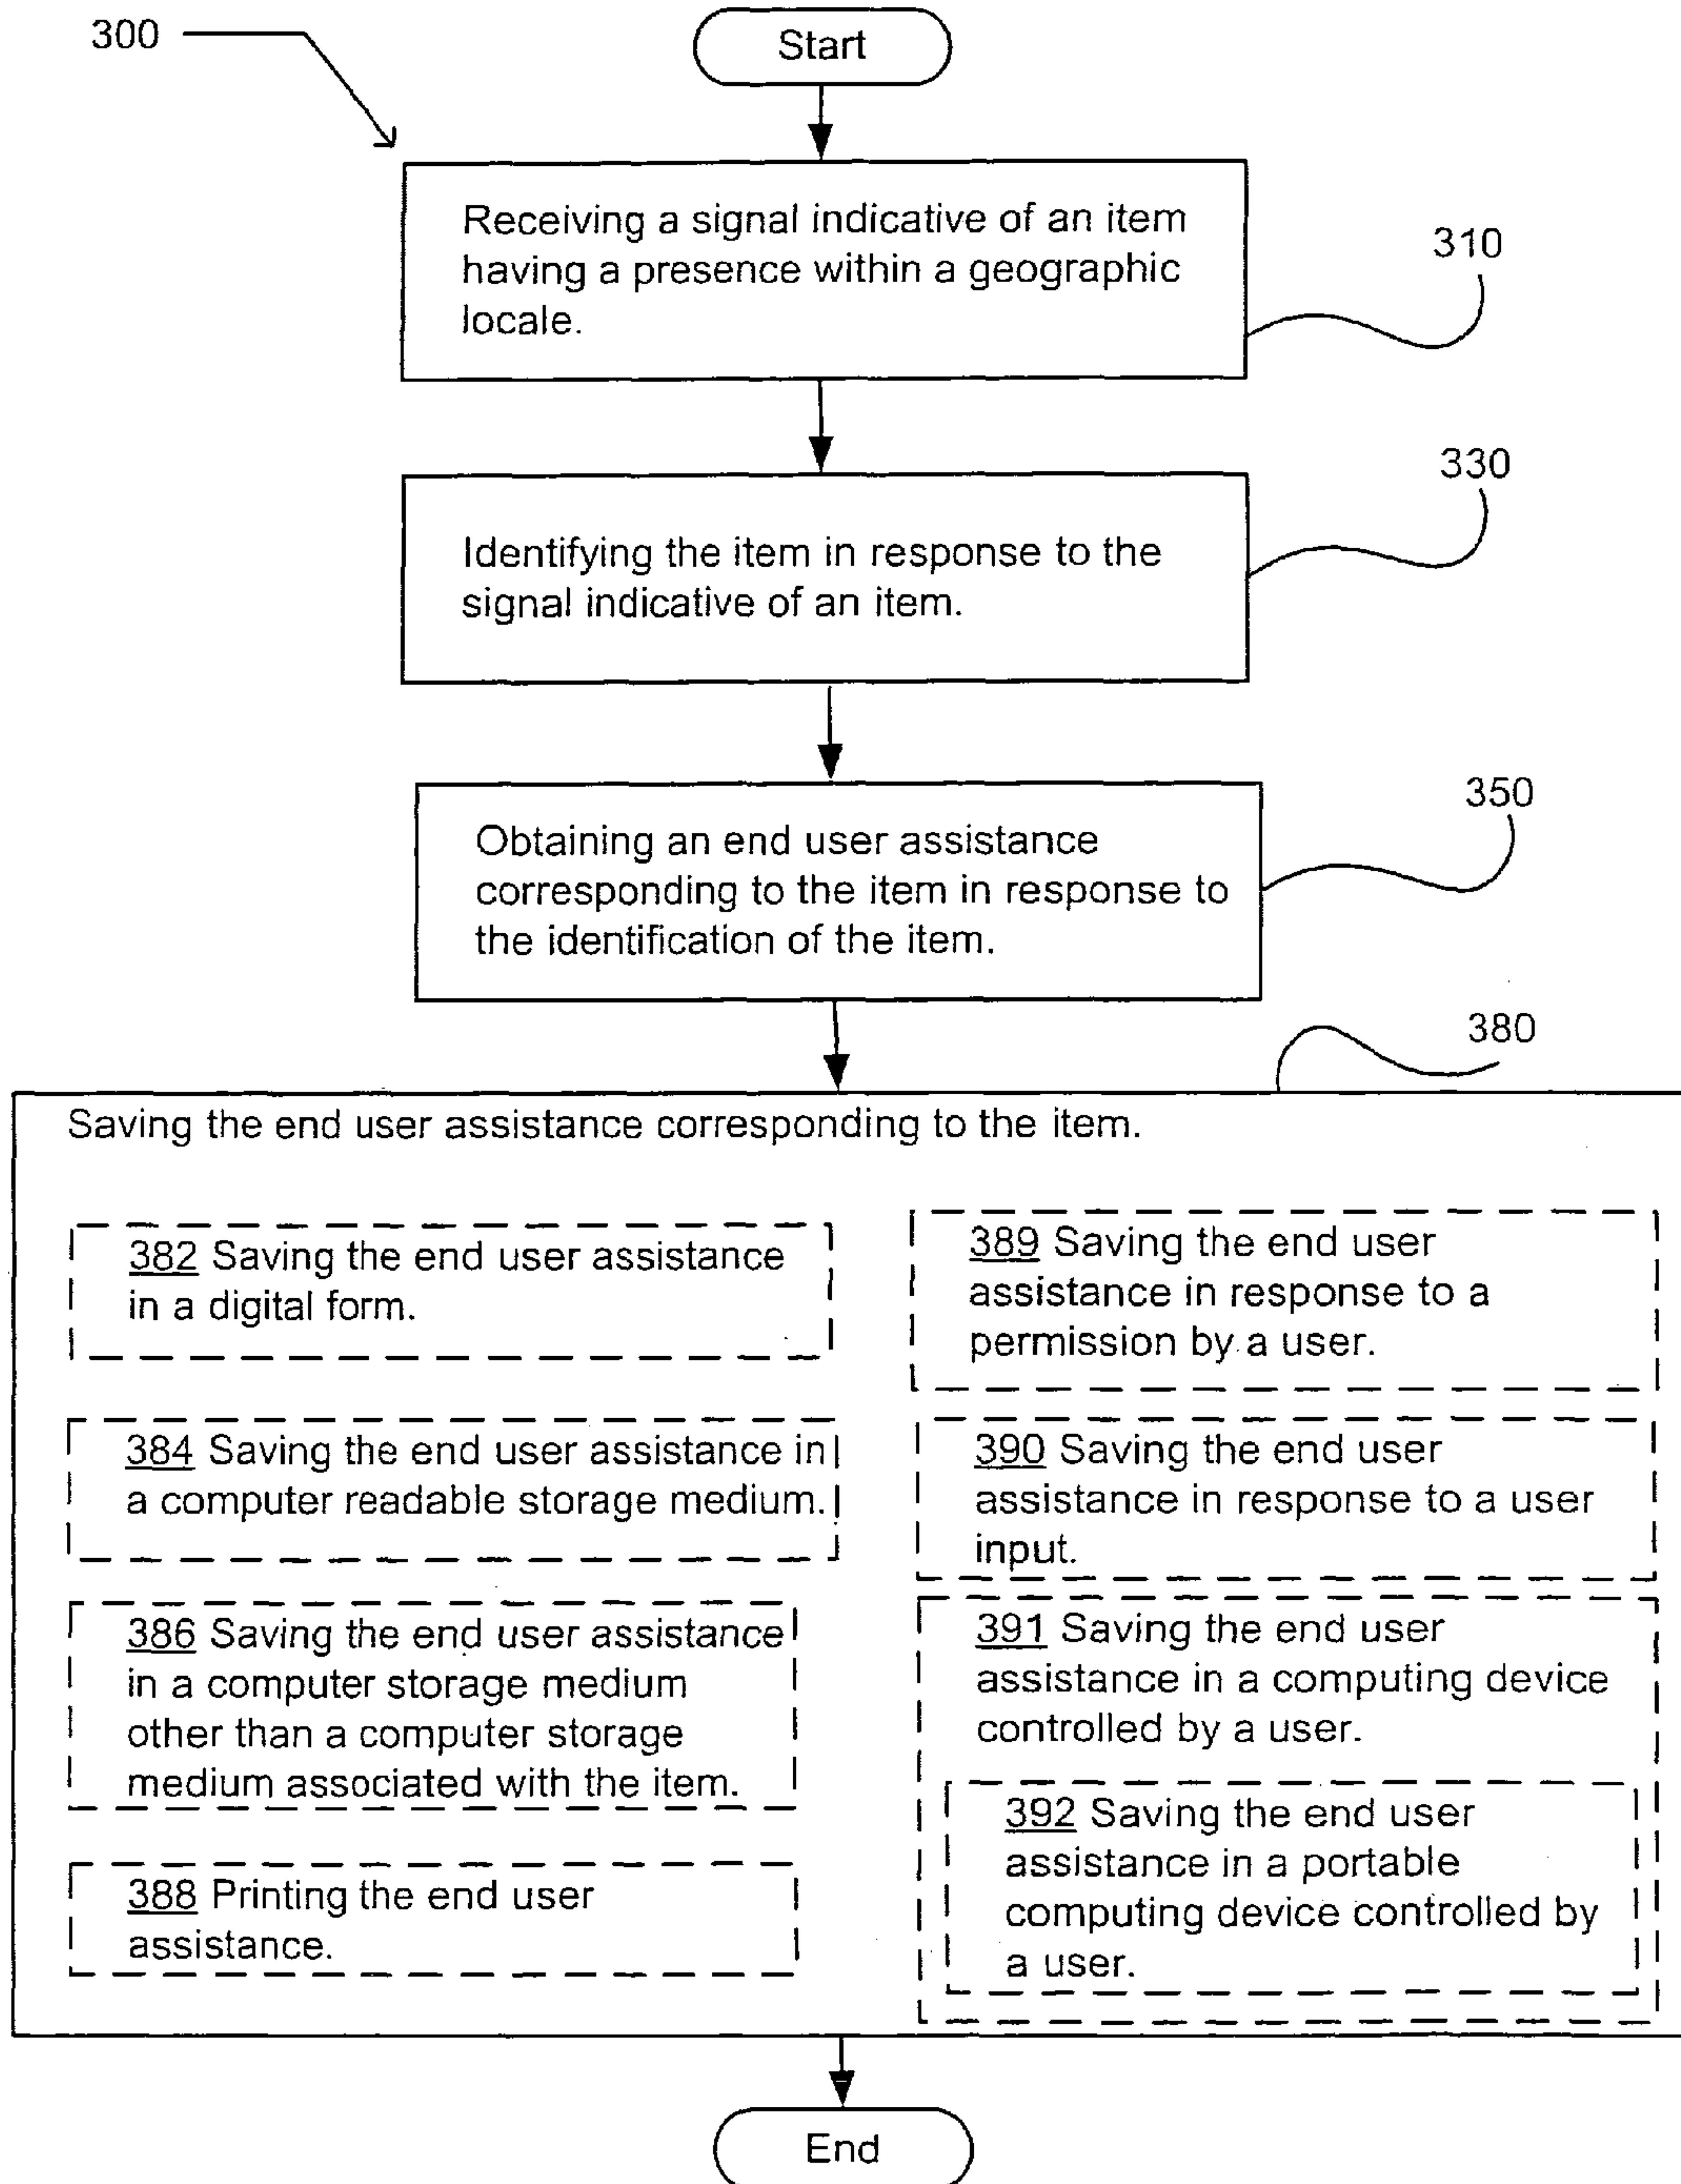 300
Start
Receiving a signal indicative of an item
having a presence within a geographic
locale.
310
Identifying the item in response to the
signal indicative of an item.
330
Obtaining an end user assistance
corresponding to the item in response to
the identification of the item.
350
380
Saving the end user assistance corresponding to the item.
382 Saving the end user assistance
in a digital form.
384 Saving the end user assistance in
a computer readable storage medium.
386 Saving the end user assistance
in a computer storage medium
other than a computer storage
medium associated with the item.
388 Printing the end user
assistance.
389 Saving the end user
assistance in response to a
permission by a user.
390 Saving the end user
assistance in response to a user
input.
391 Saving the end user
assistance in a computing device
controlled by a user.
392 Saving the end user
assistance in a portable
computing device controlled by
a user.
End